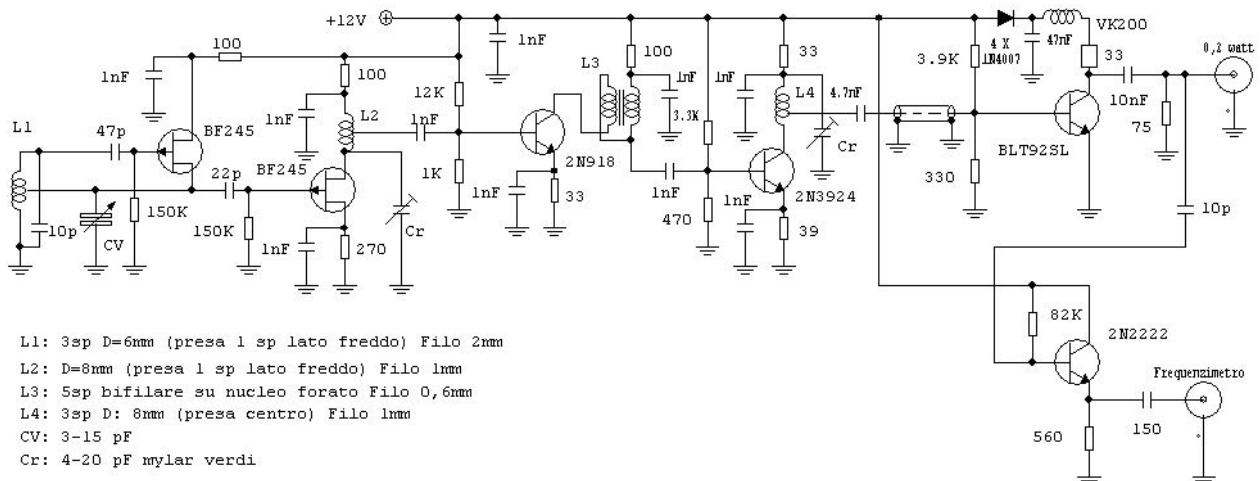 +12V
VK200
1nF
100
33
4 X
1N4007
47nF
0,2 watt
1nF
100
L3
100
3.9K
33
12K
1nF
1nF
L4
4.7nF
10nF
1nF
L2
1nF
3.3K
75
L1
47p
BF245
Cr
BLT92SL
BF245
2N918
22p
1K
1nF
330
1nF
33
1nF
2N3924
150K
Cr
470
10p
10p
CV
150K
1nF
270
39
82K
2N2222
L1: 3sp D=6mm (presa 1 sp lato freddo) Filo 2mm
L2: D=8mm (presa 1 sp lato freddo) Filo 1mm
L3: 5sp bifilare su nucleo forato Filo 0,6mm
L4: 3sp D: 8mm (presa centro) Filo 1mm
CV: 3-15 pF
Cr: 4-20 pF mylar verdi
Frequenzimetro
560
150